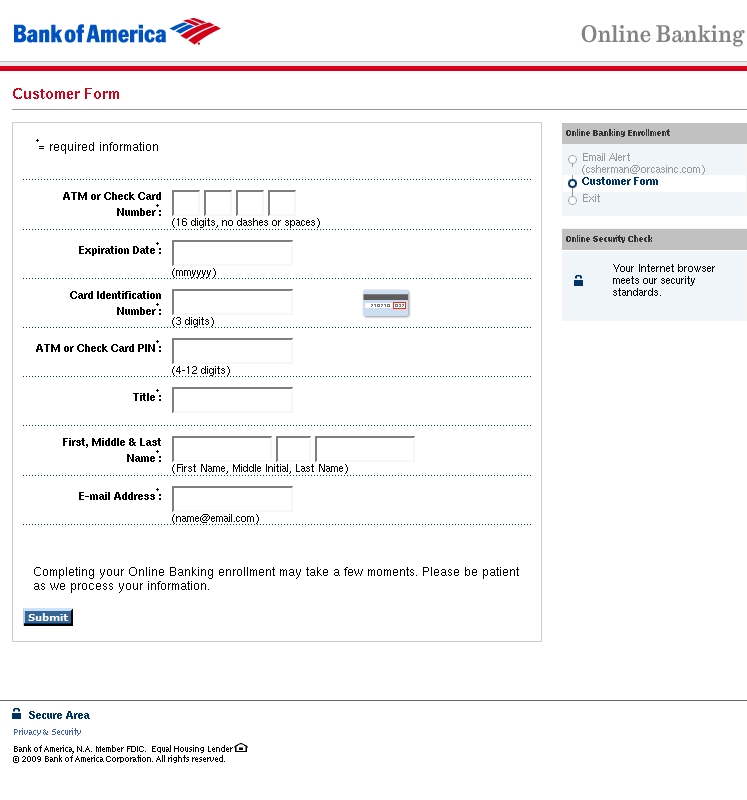 Bank of America
Online Banking
Customer Form
*= required information
ATM or Check Card
Number*:
(16 digits, no dashes or spaces)
Expiration Date*:
(mmyyyy)
Card Identification
Number*:
(3 digits)
ATM or Check Card PIN*:
(4-12 digits)
Title*:
First, Middle & Last
Name*:
(First Name, Middle Initial, Last Name)
E-mail Address*:
(name@email.com)
Completing your Online Banking enrollment may take a few moments. Please be patient
as we process your information.
Submit
Online Banking Enrollment
Email Alert
(csherman@orcasinc.com)
Customer Form
Exit
Online Security Check
Your Internet browser
meets our security
standards.
Secure Area
Privacy & Security
Bank of America, N.A. Member FDIC. Equal Housing Lender
© 2009 Bank of America Corporation. All rights reserved.